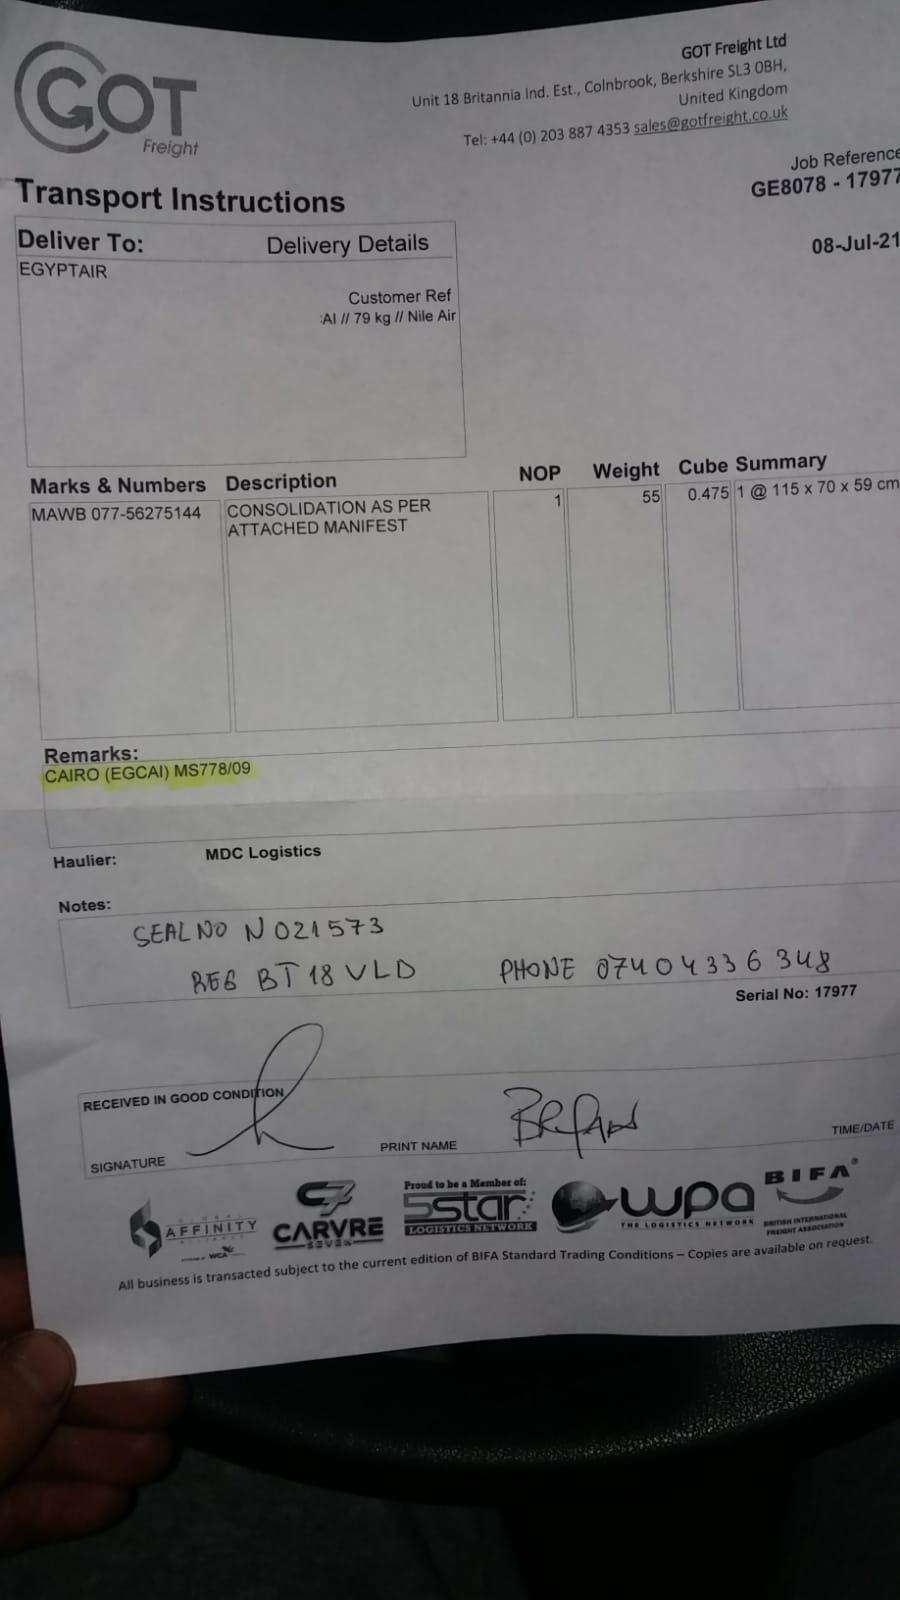 GOT
Freight
GOT Freight Ltd
Unit 18 Britannia Ind. Est., Colnbrook, Berkshire SL3 0BH,
United Kingdom
Tel: +44 (0) 203 887 4353 sales@gotfreight.co.uk
Job Reference
GE8078 - 17977
08-Jul-21
Transport Instructions
Deliver To: Delivery Details
EGYPTAIR
Customer Ref
:AI // 79 kg // Nile Air
Marks & Numbers Description NOP Weight Cube Summary
MAWB 077-56275144 CONSOLIDATION AS PER 1 55 0.475 1 @ 115 x 70 x 59 cm
ATTACHED MANIFEST
Remarks:
CAIRO (EGCAI) MS778/09
Haulier: MDC Logistics
Notes:
SEAL NO N021573
REG BT18 VLD PHONE 07404336348
Serial No: 17977
RECEIVED IN GOOD CONDITION
SIGNATURE PRINT NAME TIME/DATE
AFFINITY
WCA
C7
CARVRE
SEVEN
Proud to be a Member of:
5star
LOGISTICS NETWORK
wpa
THE LOGISTICS NETWORK
BIFA
BRITISH INTERNATIONAL
FREIGHT ASSOCIATION
All business is transacted subject to the current edition of BIFA Standard Trading Conditions – Copies are available on request.